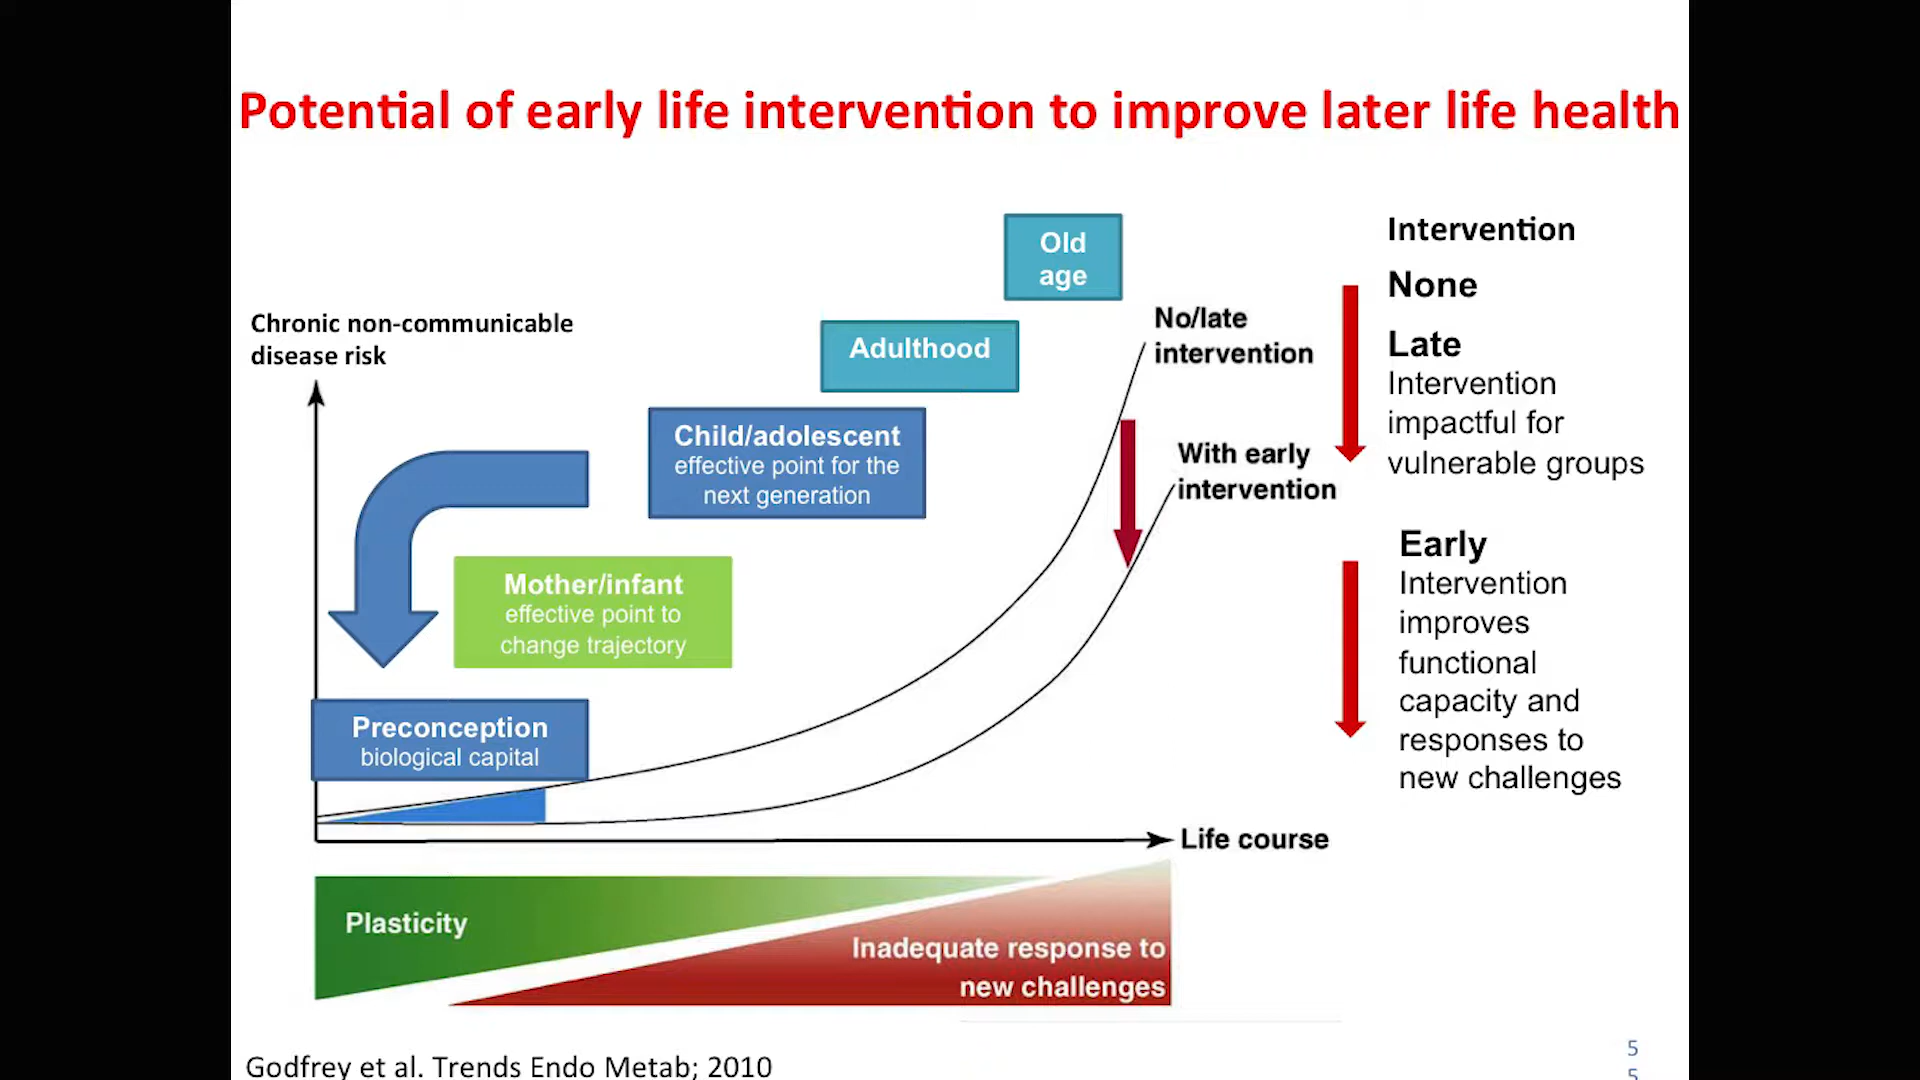 Potential of early life intervention to improve later life health
Old
age
Intervention
None
No/late
intervention
Chronic non-communicable
disease risk
Adulthood
Late
Intervention
impactful for
vulnerable groups
Child/adolescent
effective point for the
next generation
With early
intervention
Early
Intervention
improves
functional
capacity and
responses to
new challenges
Mother/infant
effective point to
change trajectory
Preconception
biological capital
Life course
Plasticity
Inadequate response to
new challenges
Godfrey et al. Trends Endo Metab; 2010
5
5